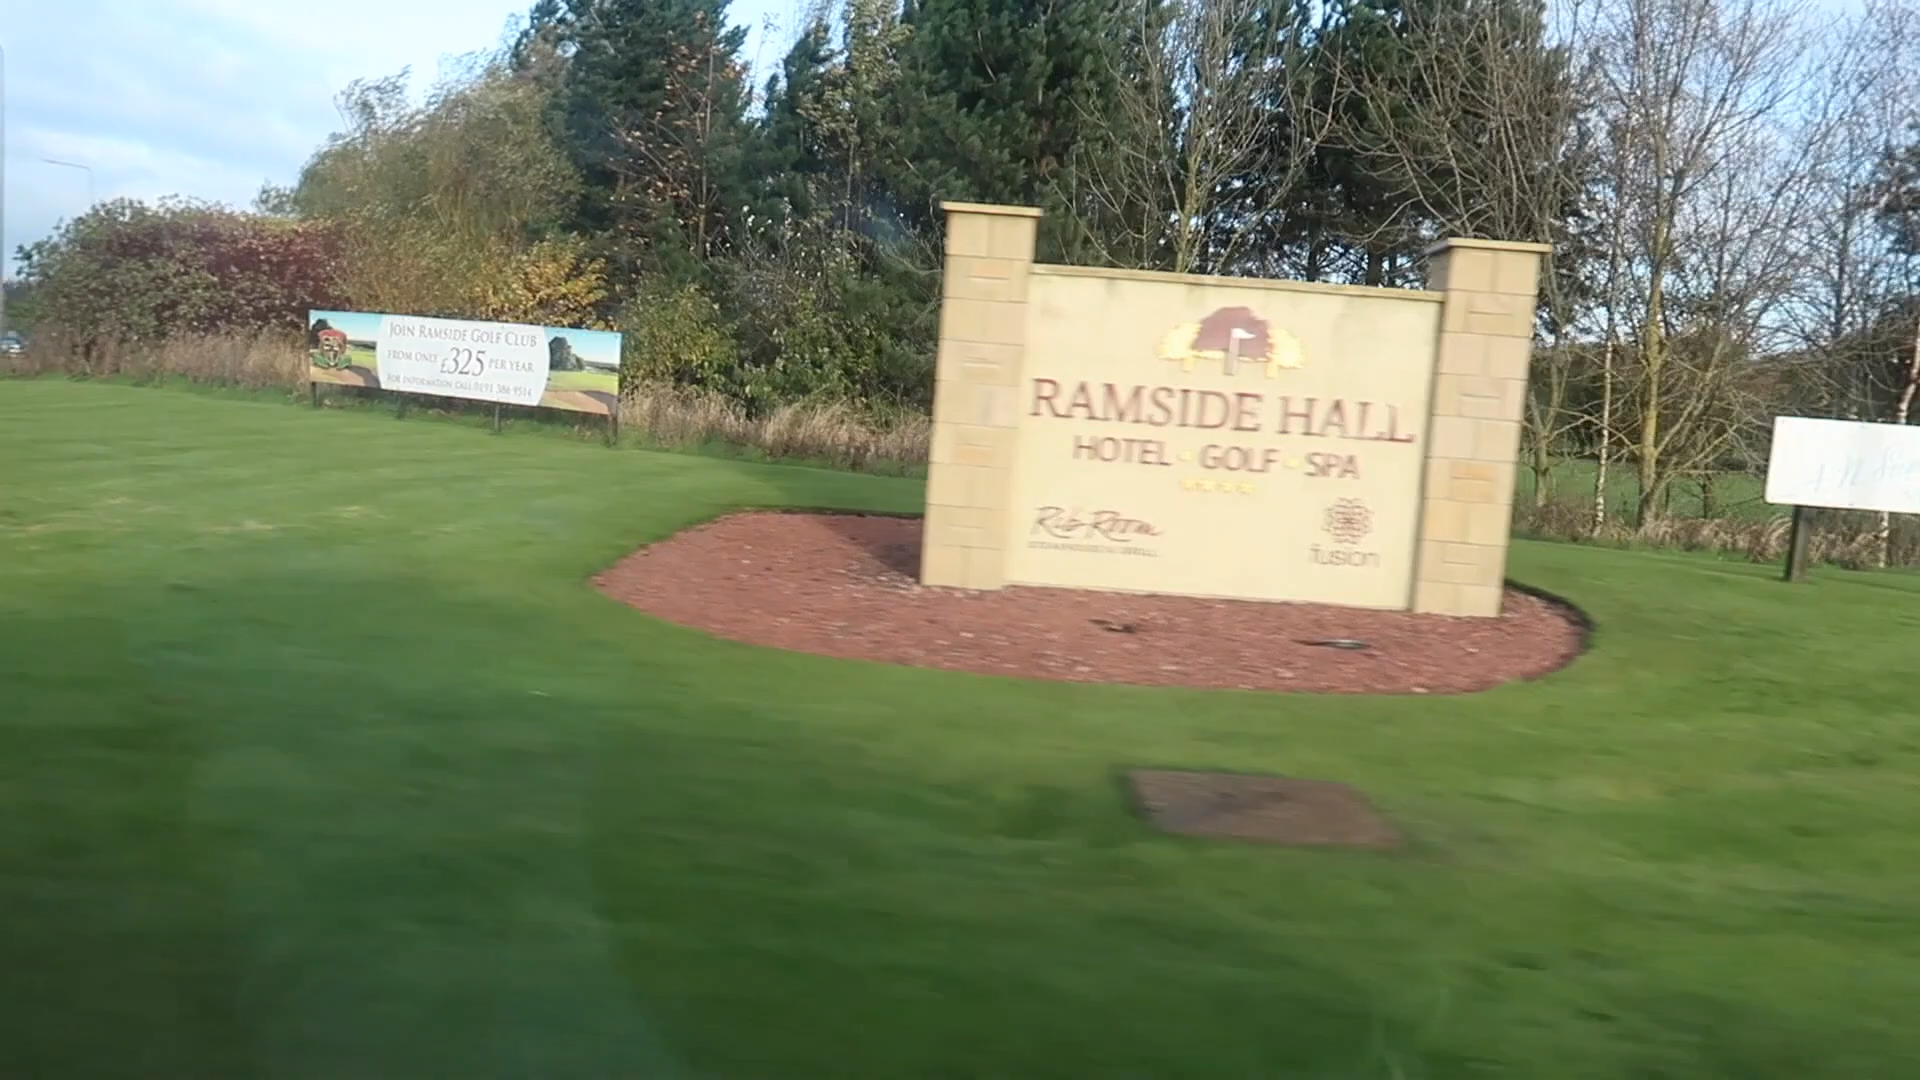 JOIN RAMSIDE GOLF CLUB
FROM ONLY £325 PER YEAR
FOR INFORMATION CALL 0191 386 9514
RAMSIDE HALL
HOTEL · GOLF · SPA
Rib Room
fusion